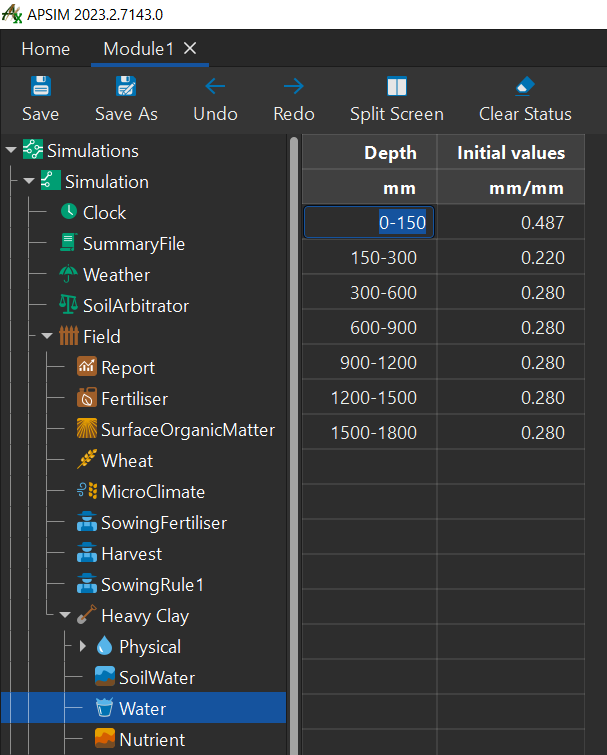 APSIM 2023.2.7143.0
Home Module1
Save Save As Undo Redo Split Screen Clear Status
Simulations
Simulation
Clock
SummaryFile
Weather
SoilArbitrator
Field
Report
Fertiliser
SurfaceOrganicMatter
Wheat
MicroClimate
SowingFertiliser
Harvest
SowingRule1
Heavy Clay
Physical
SoilWater
Water
Nutrient
Depth Initial values
mm mm/mm
0-150 0.487
150-300 0.220
300-600 0.280
600-900 0.280
900-1200 0.280
1200-1500 0.280
1500-1800 0.280